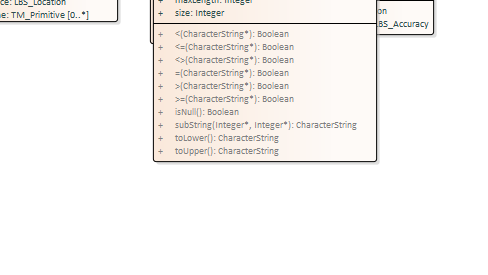 ce: LBS_Location
e: TM_Primitive [0..*]
maxLength: Integer
+ size: Integer
+ <(CharacterString*): Boolean
+ <=(CharacterString*): Boolean
+ <>(CharacterString*): Boolean
+ =(CharacterString*): Boolean
+ >(CharacterString*): Boolean
+ >=(CharacterString*): Boolean
+ isNull(): Boolean
+ subString(Integer*, Integer*): CharacterString
+ toLower(): CharacterString
+ toUpper(): CharacterString
on
BS_Accuracy